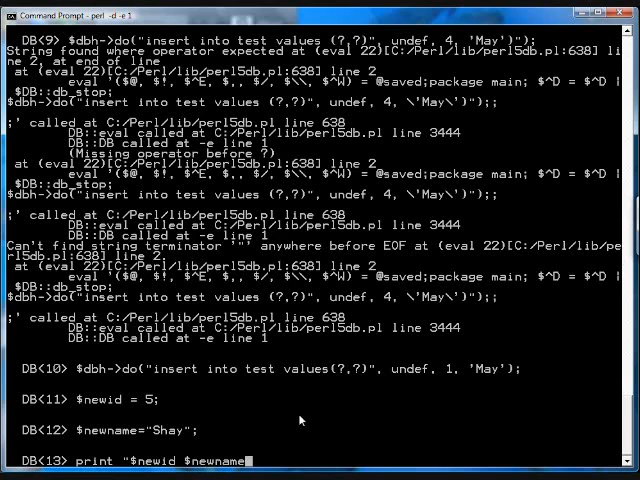 Command Prompt - perl -d -e 1
DB<9> $dbh->do("insert into test values (?,?)", undef, 4, 'May')");
String found where operator expected at (eval 22)[C:/Perl/lib/perl5db.pl:638] li
ne 2, at end of line
at (eval 22)[C:/Perl/lib/perl5db.pl:638] line 2
eval '($@, $!, $^E, $,, $/, $\\, $^W) = @saved;package main; $^D = $^D |
$DB::db_stop;
$dbh->do("insert into test values (?,?)", undef, 4, \'May\')");;
;' called at C:/Perl/lib/perl5db.pl line 638
DB::eval called at C:/Perl/lib/perl5db.pl line 3444
DB::DB called at -e line 1
(Missing operator before ?)
at (eval 22)[C:/Perl/lib/perl5db.pl:638] line 2
eval '($@, $!, $^E, $,, $/, $\\, $^W) = @saved;package main; $^D = $^D |
$DB::db_stop;
$dbh->do("insert into test values (?,?)", undef, 4, \'May\')");;
;' called at C:/Perl/lib/perl5db.pl line 638
DB::eval called at C:/Perl/lib/perl5db.pl line 3444
DB::DB called at -e line 1
Can't find string terminator '"' anywhere before EOF at (eval 22)[C:/Perl/lib/pe
rl5db.pl:638] line 2.
at (eval 22)[C:/Perl/lib/perl5db.pl:638] line 2
eval '($@, $!, $^E, $,, $/, $\\, $^W) = @saved;package main; $^D = $^D |
$DB::db_stop;
$dbh->do("insert into test values (?,?)", undef, 4, \'May\')");;
;' called at C:/Perl/lib/perl5db.pl line 638
DB::eval called at C:/Perl/lib/perl5db.pl line 3444
DB::DB called at -e line 1
DB<10> $dbh->do("insert into test values(?,?)", undef, 1, 'May');
DB<11> $newid = 5;
DB<12> $newname="Shay";
DB<13> print "$newid $newname